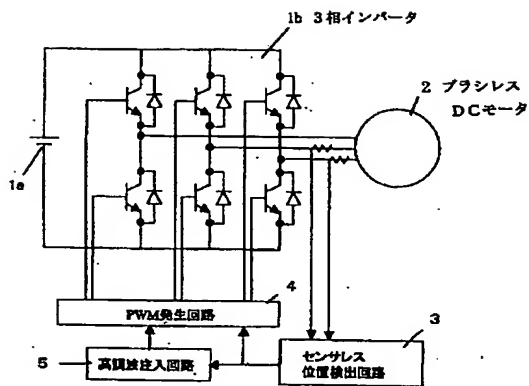 1b 3相インバータ
2 ブラシレス
DCモータ
1a
4
PWM発生回路
3
5
高調波注入回路
センサレス
位置検出回路